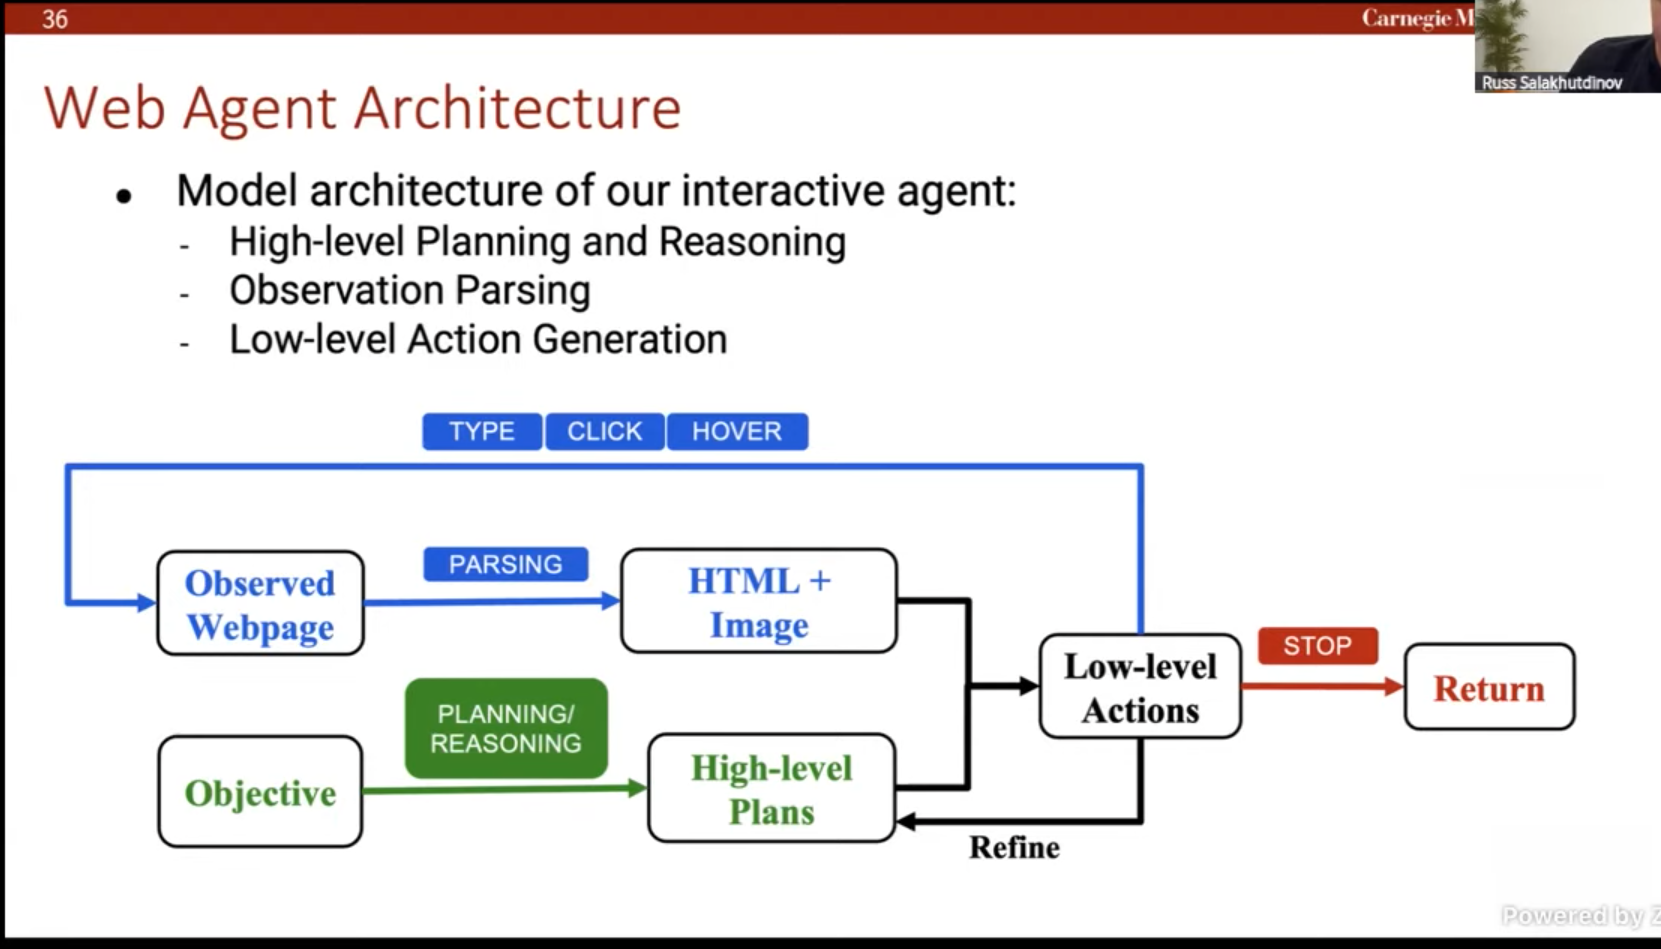 36
Carnegie M
Russ Salakhutdinov
Web Agent Architecture
● Model architecture of our interactive agent:
- High-level Planning and Reasoning
- Observation Parsing
- Low-level Action Generation
TYPE CLICK HOVER
Observed
Webpage
PARSING
HTML +
Image
PLANNING/
REASONING
Objective
High-level
Plans
Low-level
Actions
STOP
Return
Refine
Powered by Z